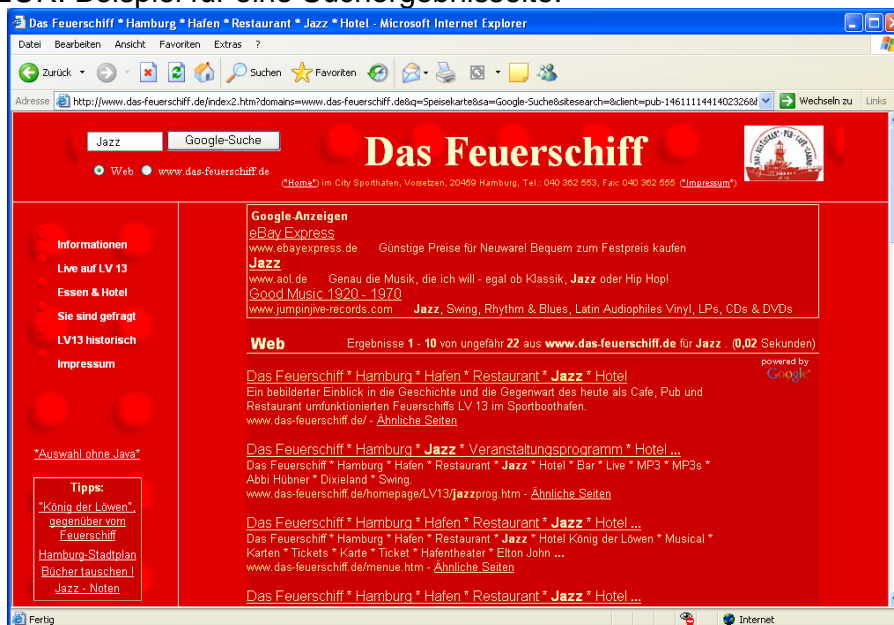 Beispiel für eine Suchergebnisseite:
Das Feuerschiff * Hamburg * Hafen * Restaurant * Jazz * Hotel - Microsoft Internet Explorer
Datei Bearbeiten Ansicht Favoriten Extras ?
Zurück Suchen Favoriten
Adresse http://www.das-feuerschiff.de/index2.htm?domains=www.das-feuerschiff.de&q=Speisekarte&sa=Google-Suche&sitesearch=&client=pub-1461111441402326& Wechseln zu Links
Jazz Google-Suche
Web www.das-feuerschiff.de
Das Feuerschiff
(*Home*) im City Sporthafen, Vorsetzen, 20459 Hamburg, Tel.: 040 362 553, Fax: 040 362 555 (*Impressum*)
Informationen
Live auf LV 13
Essen & Hotel
Sie sind gefragt
LV13 historisch
Impressum
*Auswahl ohne Java*
Tipps:
"König der Löwen",
gegenüber vom
Feuerschiff
Hamburg-Stadtplan
Bücher tauschen !
Jazz - Noten
Google-Anzeigen
eBay Express
www.ebayexpress.de Günstige Preise für Neuware! Bequem zum Festpreis kaufen
Jazz
www.aol.de Genau die Musik, die ich will - egal ob Klassik, Jazz oder Hip Hop!
Good Music 1920 - 1970
www.jumpinjive-records.com Jazz, Swing, Rhythm & Blues, Latin Audiophiles Vinyl, LPs, CDs & DVDs
Web Ergebnisse 1 - 10 von ungefähr 22 aus www.das-feuerschiff.de für Jazz . (0,02 Sekunden)
powered by
Google
Das Feuerschiff * Hamburg * Hafen * Restaurant * Jazz * Hotel
Ein bebilderter Einblick in die Geschichte und die Gegenwart des heute als Cafe, Pub und
Restaurant umfunktionierten Feuerschiffs LV 13 im Sportboothafen.
www.das-feuerschiff.de/ - Ähnliche Seiten
Das Feuerschiff * Hamburg * Jazz * Veranstaltungsprogramm * Hotel ...
Das Feuerschiff * Hamburg * Hafen * Restaurant * Jazz * Hotel * Bar * Live * MP3 * MP3s *
Abbi Hübner * Dixieland * Swing.
www.das-feuerschiff.de/homepage/LV13/jazzprog.htm - Ähnliche Seiten
Das Feuerschiff * Hamburg * Hafen * Restaurant * Jazz * Hotel ...
Das Feuerschiff * Hamburg * Hafen * Restaurant * Jazz * Hotel König der Löwen * Musical *
Karten * Tickets * Karte * Ticket * Hafentheater * Elton John ...
www.das-feuerschiff.de/menue.htm - Ähnliche Seiten
Das Feuerschiff * Hamburg * Hafen * Restaurant * Jazz * Hotel ...
Fertig Internet